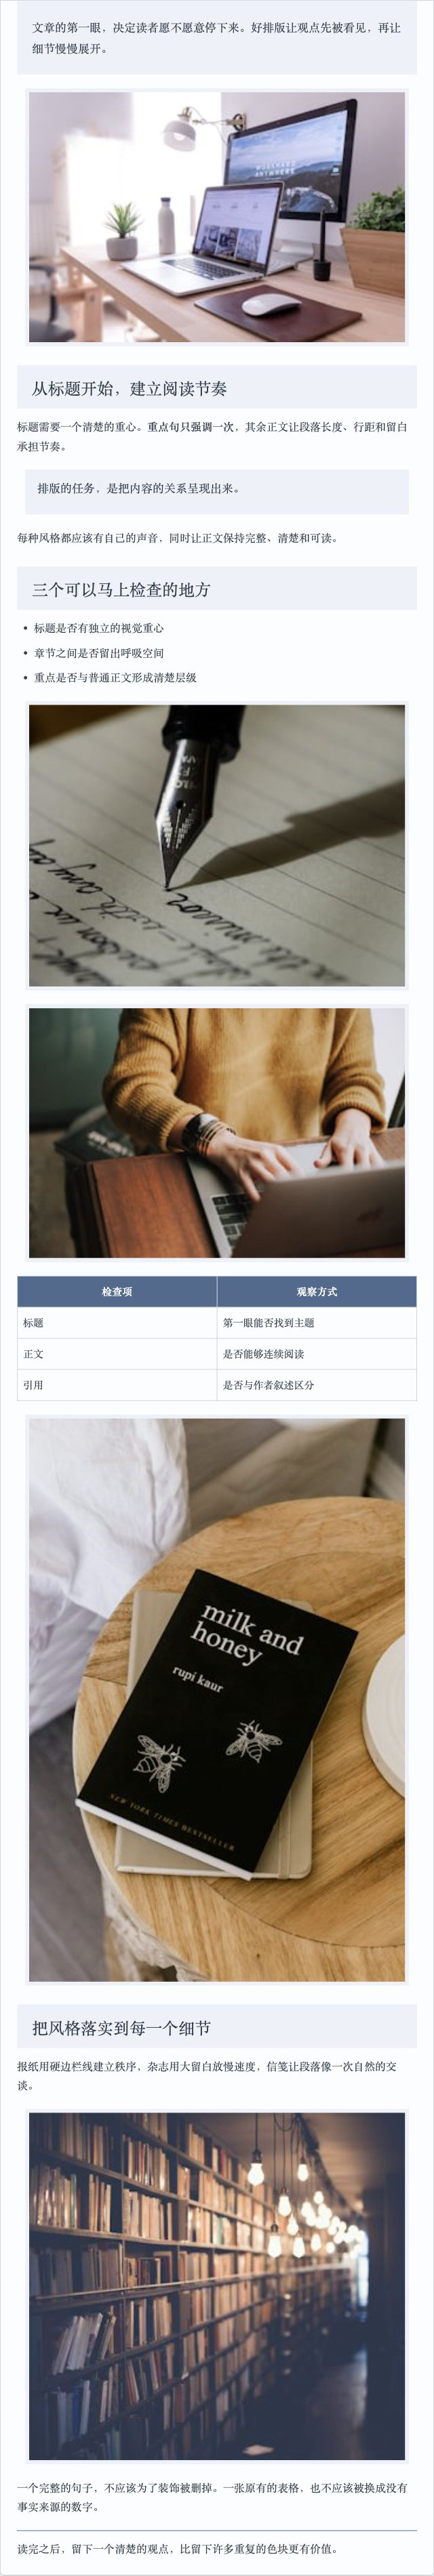 文章的第一眼，决定读者愿不愿意停下来。好排版让观点先被看见，再让
细节慢慢展开。
WORK HARD
ANYWHERE
从标题开始，建立阅读节奏
标题需要一个清楚的重心。重点句只强调一次，其余正文让段落长度、行距和留白
承担节奏。
排版的任务，是把内容的关系呈现出来。
每种风格都应该有自己的声音，同时让正文保持完整、清楚和可读。
三个可以马上检查的地方
• 标题是否有独立的视觉重心
• 章节之间是否留出呼吸空间
• 重点是否与普通正文形成清楚层级
检查项 观察方式
标题 第一眼能否找到主题
正文 是否能够连续阅读
引用 是否与作者叙述区分
milk and
honey
rupi kaur
NEW YORK TIMES BESTSELLER
把风格落实到每一个细节
报纸用硬边栏线建立秩序，杂志用大留白放慢速度，信笺让段落像一次自然的交
谈。
一个完整的句子，不应该为了装饰被删掉。一张原有的表格，也不应该被换成没有
事实来源的数字。
读完之后，留下一个清楚的观点，比留下许多重复的色块更有价值。